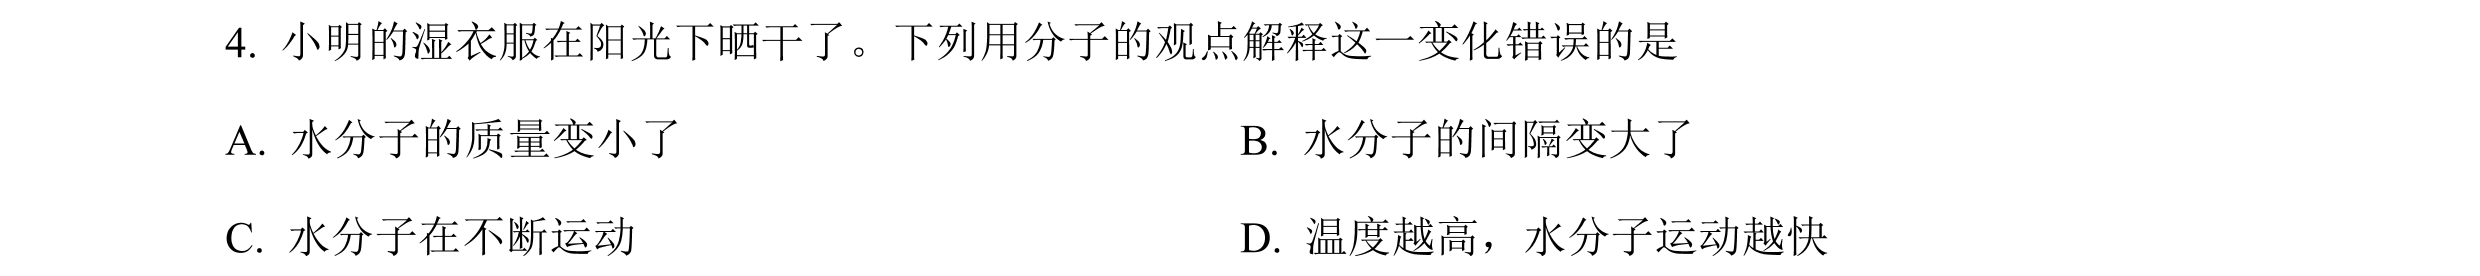 4. 小明的湿衣服在阳光下晒干了。下列用分子的观点解释这一变化错误的是
A. 水分子的质量变小了 B. 水分子的间隔变大了
C. 水分子在不断运动 D. 温度越高，水分子运动越快